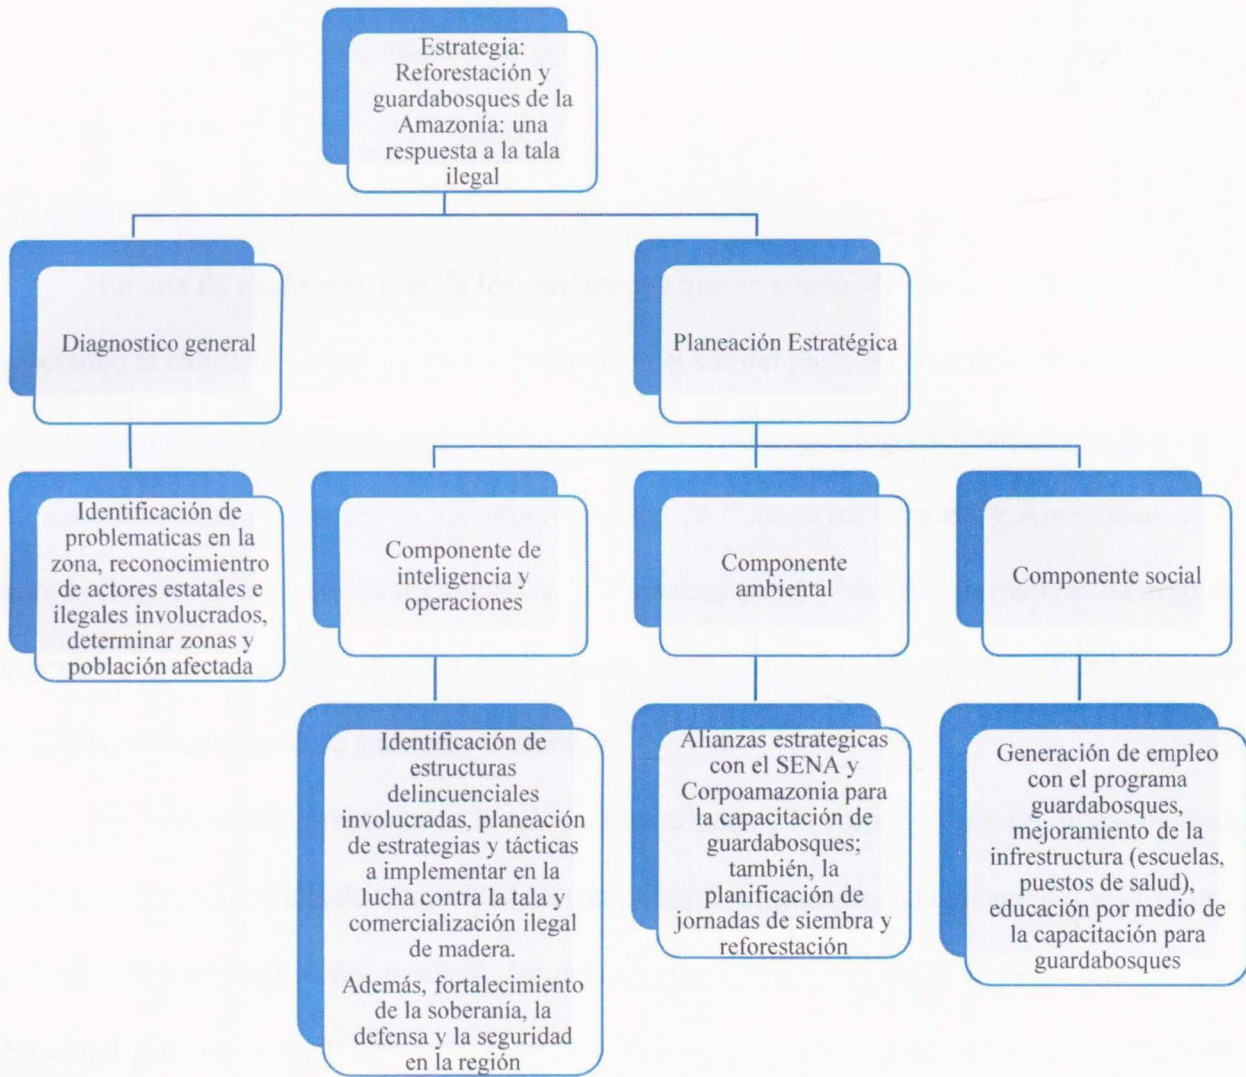 Estrategia:
Reforestación y
guardabosques de la
Amazonía: una
respuesta a la tala
ilegal
Diagnostico general
Planeación Estratégica
Identificación de
problematicas en la
zona, reconocimientro
de actores estatales e
ilegales involucrados,
determinar zonas y
población afectada
Componente de
inteligencia y
operaciones
Componente
ambiental
Componente social
Identificación de
estructuras
delincuenciales
involucradas, planeación
de estrategias y tácticas
a implementar en la
lucha contra la tala y
comercialización ilegal
de madera.
Además, fortalecimiento
de la soberanía, la
defensa y la seguridad
en la región
Alianzas estrategicas
con el SENA y
Corpoamazonia para
la capacitación de
guardabosques;
también, la
planificación de
jornadas de siembra y
reforestación
Generación de empleo
con el programa
guardabosques,
mejoramiento de la
infrestructura (escuelas,
puestos de salud),
educación por medio de
la capacitación para
guardabosques